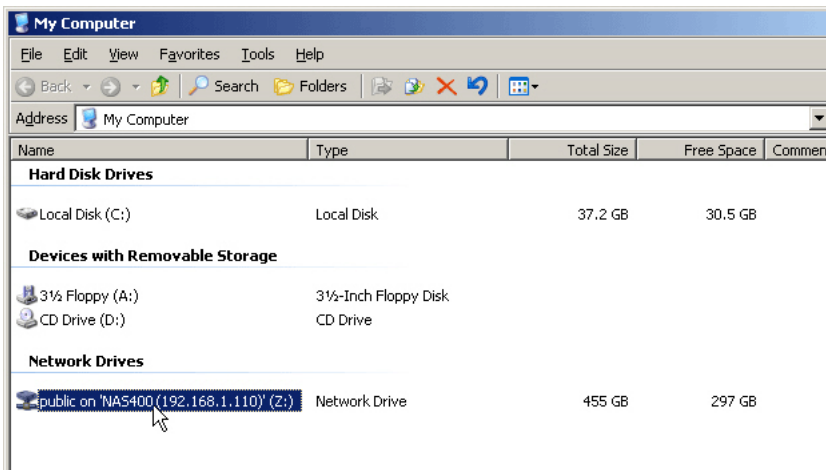 My Computer
File Edit View Favorites Tools Help
Back Search Folders
Address My Computer
Name Type Total Size Free Space Commen
Hard Disk Drives
Local Disk (C:) Local Disk 37.2 GB 30.5 GB
Devices with Removable Storage
3½ Floppy (A:) 3½-Inch Floppy Disk
CD Drive (D:) CD Drive
Network Drives
public on 'NAS400 (192.168.1.110)' (Z:) Network Drive 455 GB 297 GB